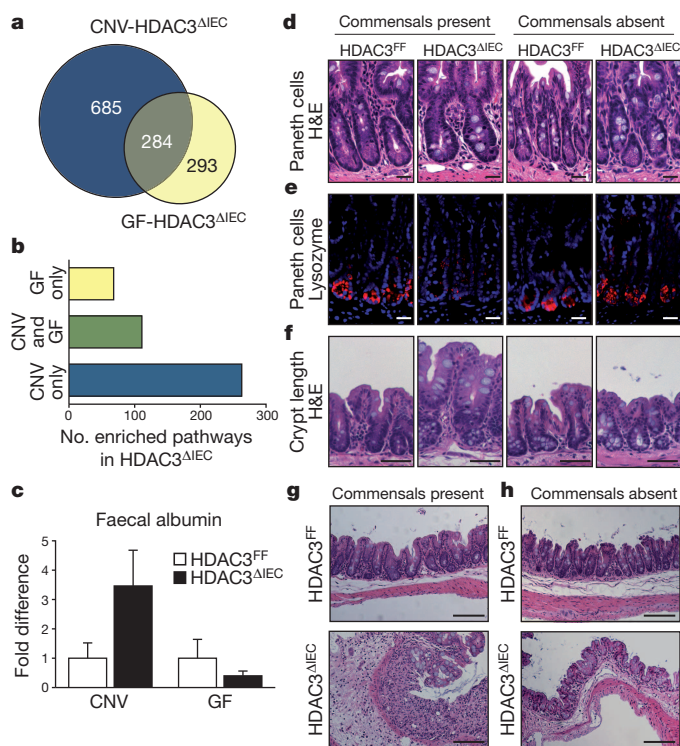 a
CNV-HDAC3ΔIEC
685
284
293
GF-HDAC3ΔIEC
b
GF
only
CNV
and
GF
CNV
only
0
100
200
300
No. enriched pathways
in HDAC3ΔIEC
c
Faecal albumin
HDAC3FF
HDAC3ΔIEC
Fold difference
5
4
3
2
1
0
CNV
GF
d
Commensals present
Commensals absent
HDAC3FF
HDAC3ΔIEC
HDAC3FF
HDAC3ΔIEC
Paneth cells
H&E
e
Paneth cells
Lysozyme
f
Crypt length
H&E
g
Commensals present
HDAC3FF
HDAC3ΔIEC
h
Commensals absent
HDAC3FF
HDAC3ΔIEC